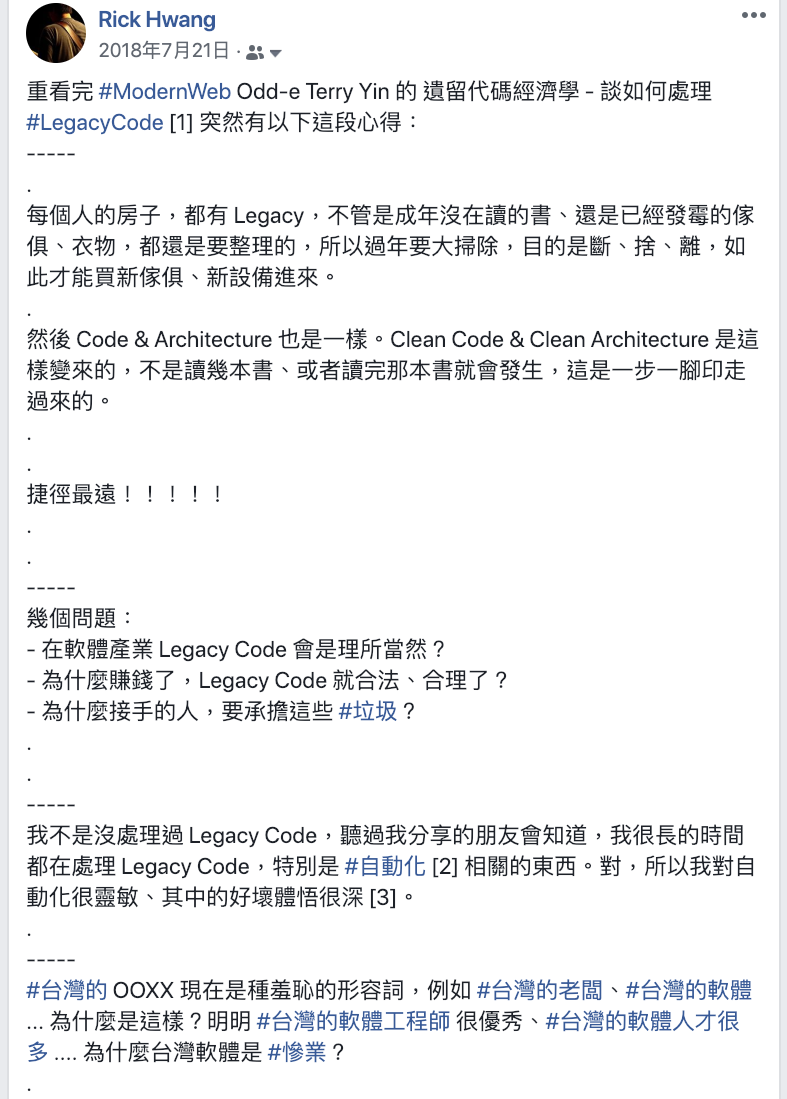 Rick Hwang
2018年7月21日 ·
重看完 #ModernWeb Odd-e Terry Yin 的 遺留代碼經濟學 - 談如何處理
#LegacyCode [1] 突然有以下這段心得：
-----
.
每個人的房子，都有 Legacy，不管是成年沒在讀的書、還是已經發霉的傢
俱、衣物，都還是要整理的，所以過年要大掃除，目的是斷、捨、離，如
此才能買新傢俱、新設備進來。
.
然後 Code & Architecture 也是一樣。Clean Code & Clean Architecture 是這
樣變來的，不是讀幾本書、或者讀完那本書就會發生，這是一步一腳印走
過來的。
.
.
捷徑最遠！！！！！
.
.
-----
幾個問題：
- 在軟體產業 Legacy Code 會是理所當然？
- 為什麼賺錢了，Legacy Code 就合法、合理了？
- 為什麼接手的人，要承擔這些 #垃圾？
.
.
-----
我不是沒處理過 Legacy Code，聽過我分享的朋友會知道，我很長的時間
都在處理 Legacy Code，特別是 #自動化 [2] 相關的東西。對，所以我對自
動化很靈敏、其中的好壞體悟很深 [3]。
.
-----
#台灣的 OOXX 現在是種羞恥的形容詞，例如 #台灣的老闆、#台灣的軟體
... 為什麼是這樣？明明 #台灣的軟體工程師 很優秀、#台灣的軟體人才很
多 .... 為什麼台灣軟體是 #慘業？
.